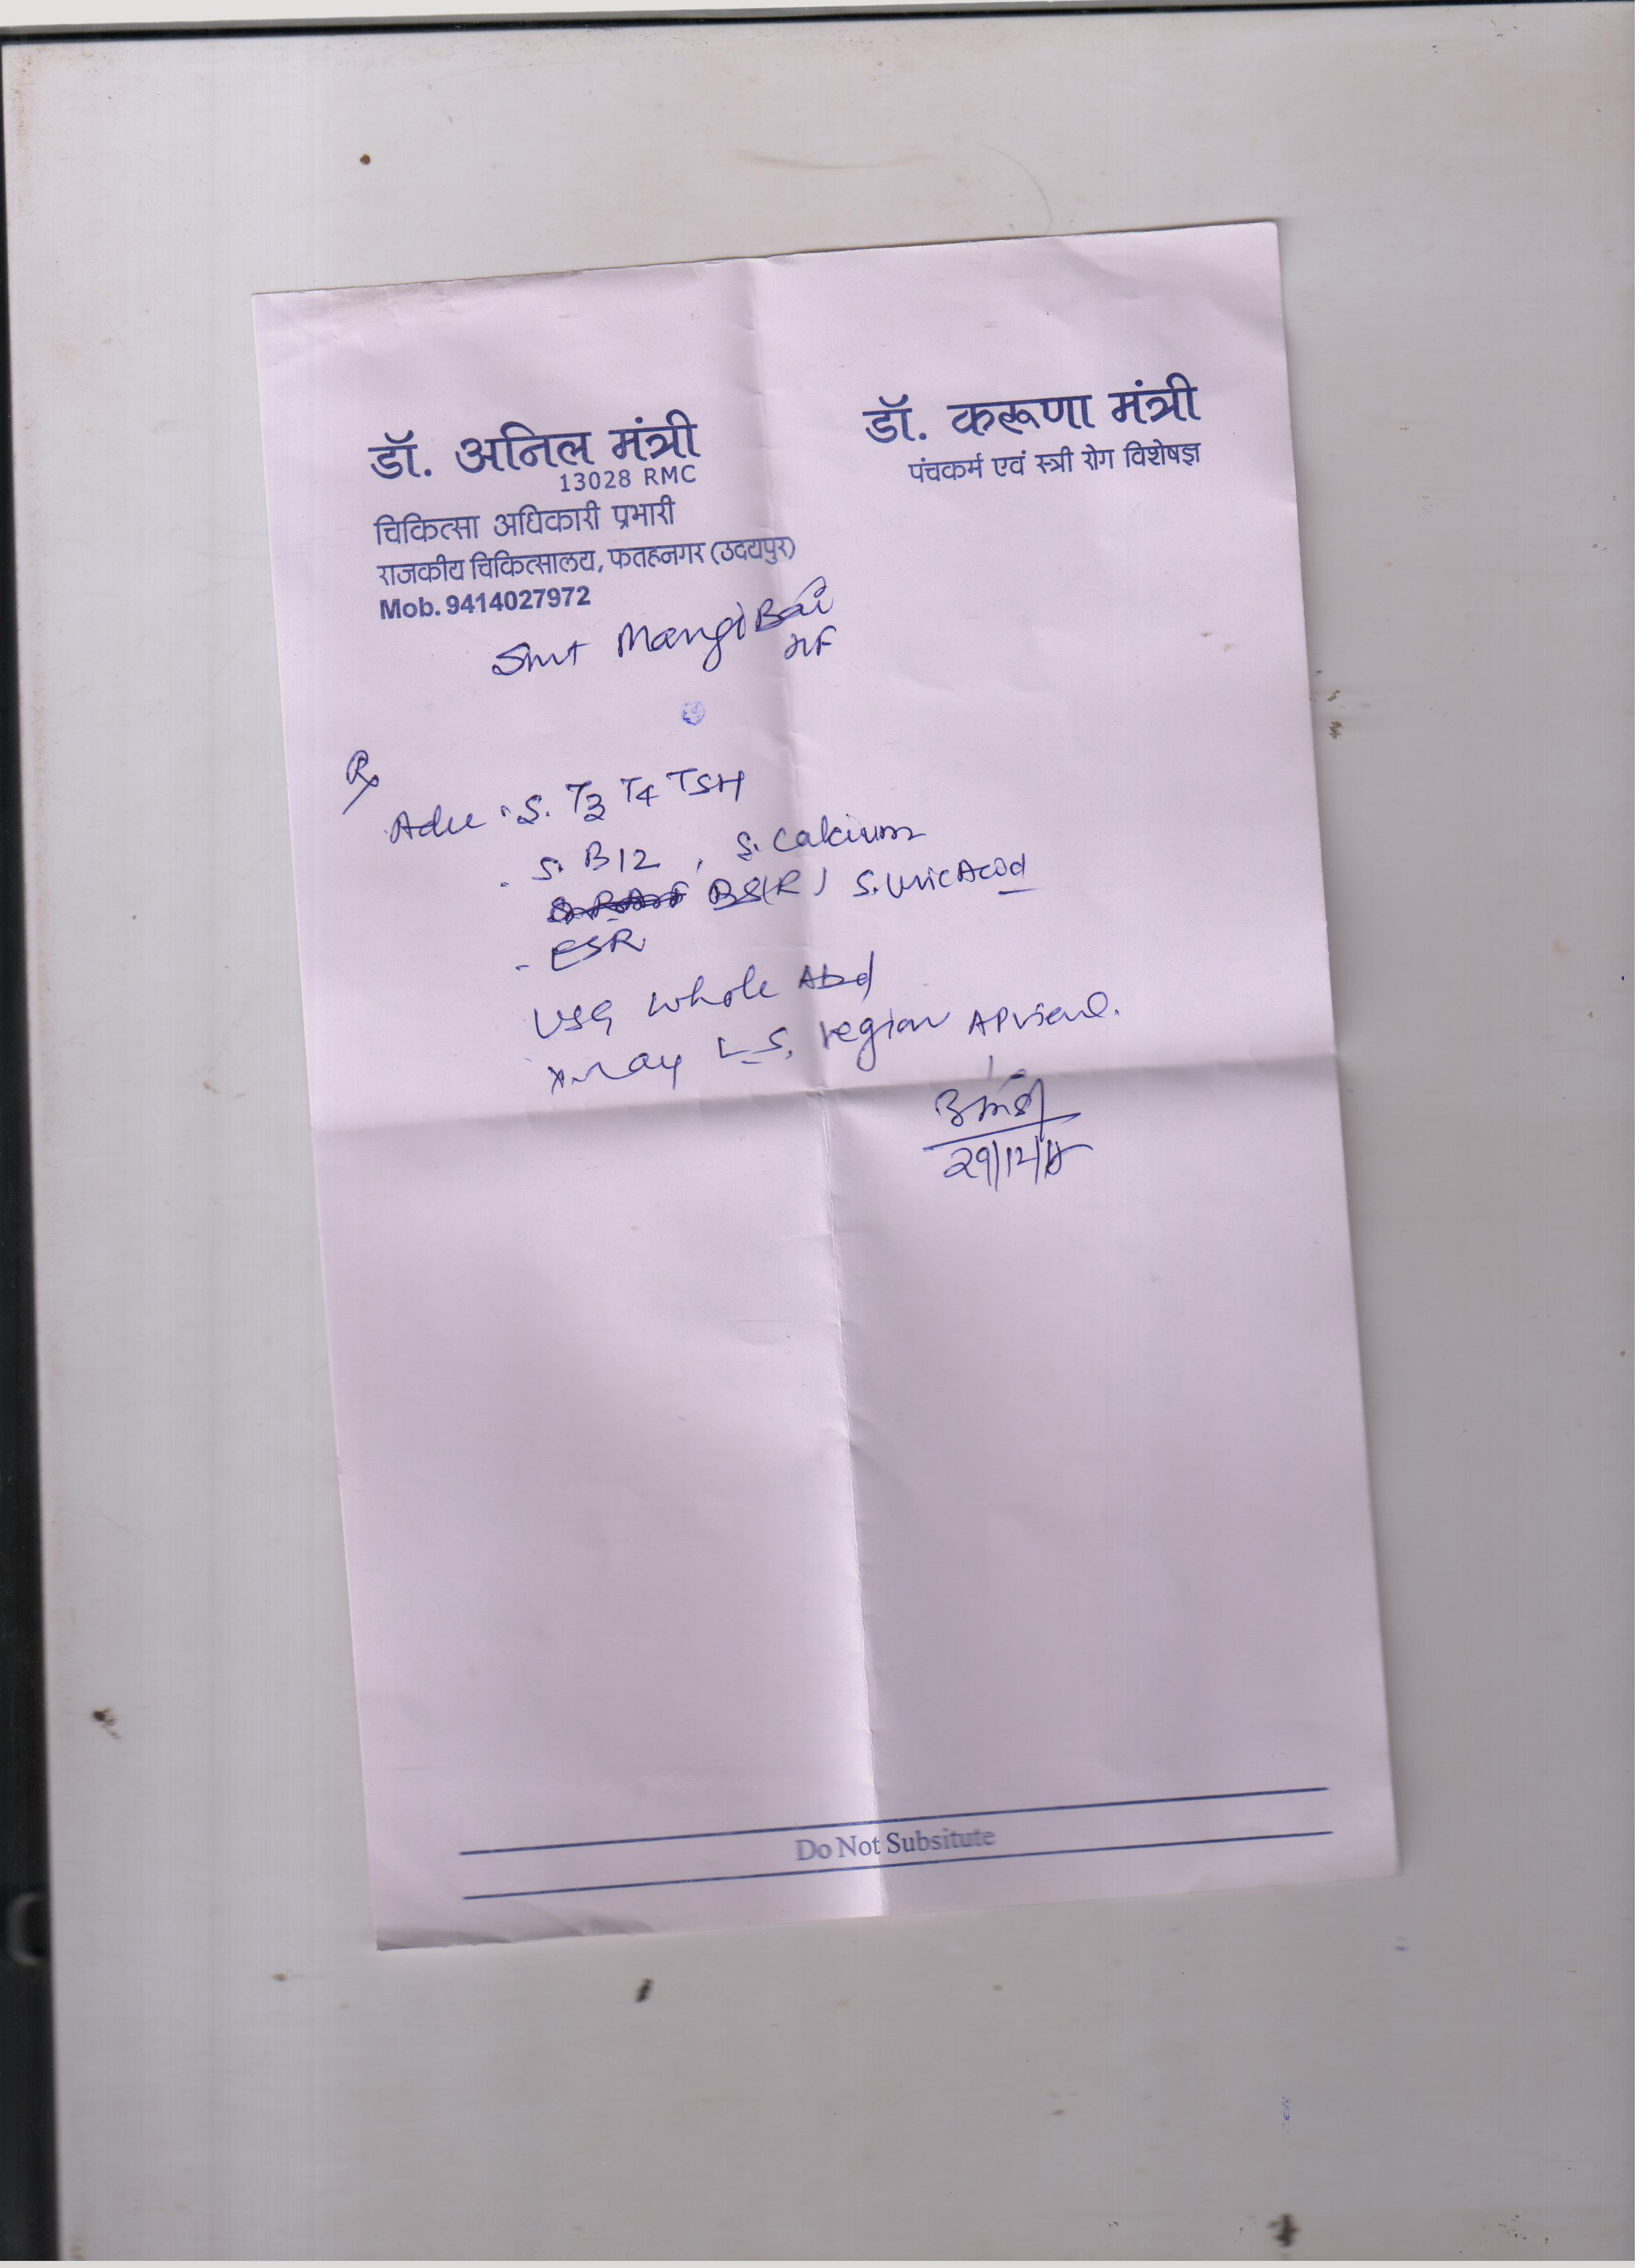 डॉ. अनिल मंत्री
13028 RMC
चिकित्सा अधिकारी प्रभारी
राजकीय चिकित्सालय, फतहनगर (उदयपुर)
Mob. 9414027972
डॉ. करूणा मंत्री
पंचकर्म एवं स्त्री रोग विशेषज्ञ
Smt Mangi Bai
Rx
Adv S. T3 T4 TSH
- S. B12 , S. Calcium
BS(R) S. Uric Acid
- ESR
USG Whole Abd
X-ray L.S. region AP view.
29/12/18
Do Not Subsitute